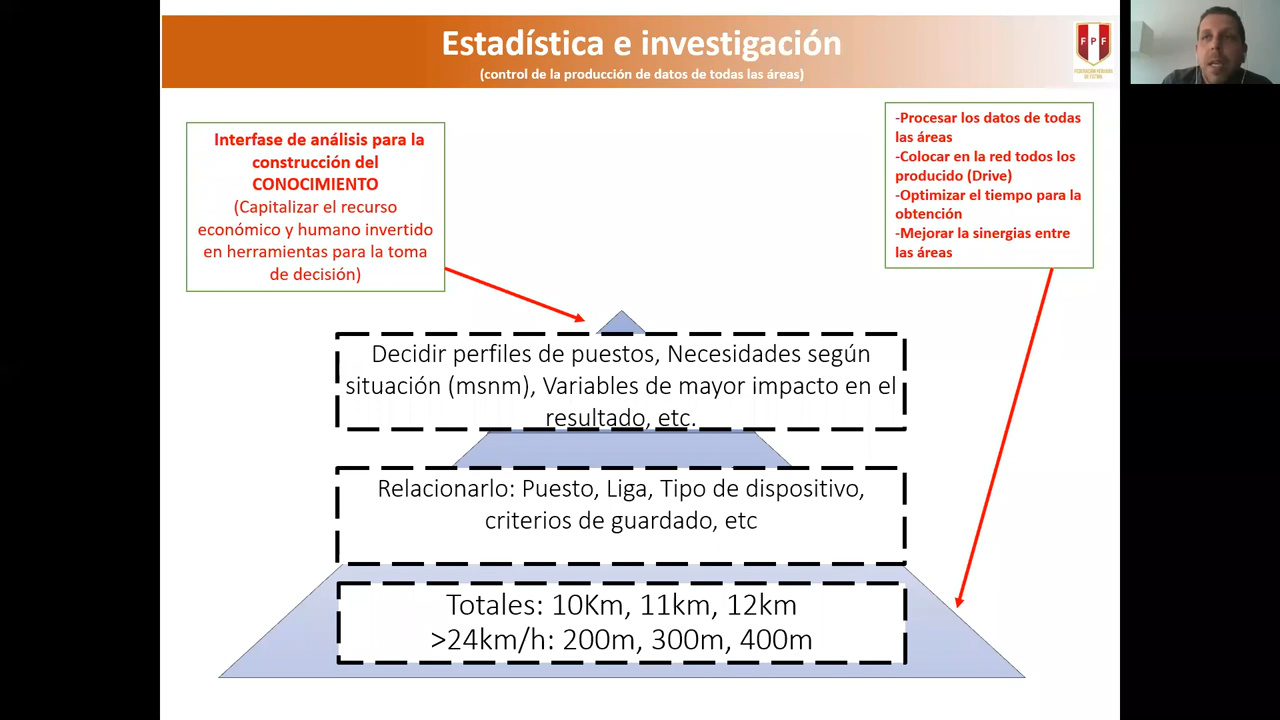 Estadística e investigación
(control de la producción de datos de todas las áreas)
FPF
FEDERACIÓN PERUANA
DE FÚTBOL
Interfase de análisis para la
construcción del
CONOCIMIENTO
(Capitalizar el recurso
económico y humano invertido
en herramientas para la toma
de decisión)
-Procesar los datos de todas
las áreas
-Colocar en la red todos los
producido (Drive)
-Optimizar el tiempo para la
obtención
-Mejorar la sinergias entre
las áreas
Decidir perfiles de puestos, Necesidades según
situación (msnm), Variables de mayor impacto en el
resultado, etc.
Relacionarlo: Puesto, Liga, Tipo de dispositivo,
criterios de guardado, etc
Totales: 10Km, 11km, 12km
>24km/h: 200m, 300m, 400m